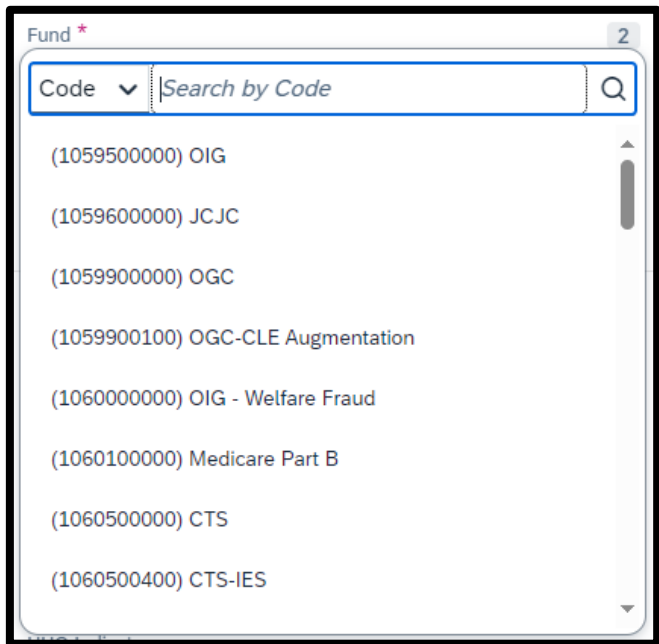 Fund *
2
Code Search by Code
(1059500000) OIG
(1059600000) JCJC
(1059900000) OGC
(1059900100) OGC-CLE Augmentation
(1060000000) OIG - Welfare Fraud
(1060100000) Medicare Part B
(1060500000) CTS
(1060500400) CTS-IES